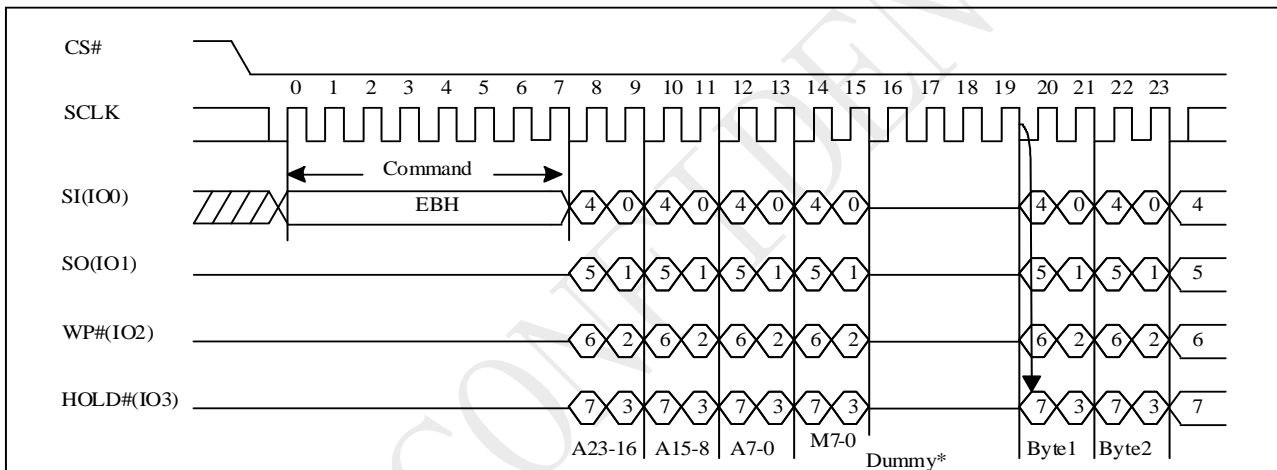 CS#
0 1 2 3 4 5 6 7 8 9 10 11 12 13 14 15 16 17 18 19 20 21 22 23
SCLK
Command
SI(IO0) EBH 4 0 4 0 4 0 4 0 4 0 4 0 4
SO(IO1) 5 1 5 1 5 1 5 1 5 1 5 1 5
WP#(IO2) 6 2 6 2 6 2 6 2 6 2 6 2 6
HOLD#(IO3) 7 3 7 3 7 3 7 3 7 3 7 3 7
A23-16 A15-8 A7-0 M7-0 Dummy* Byte1 Byte2
CONFIDEN